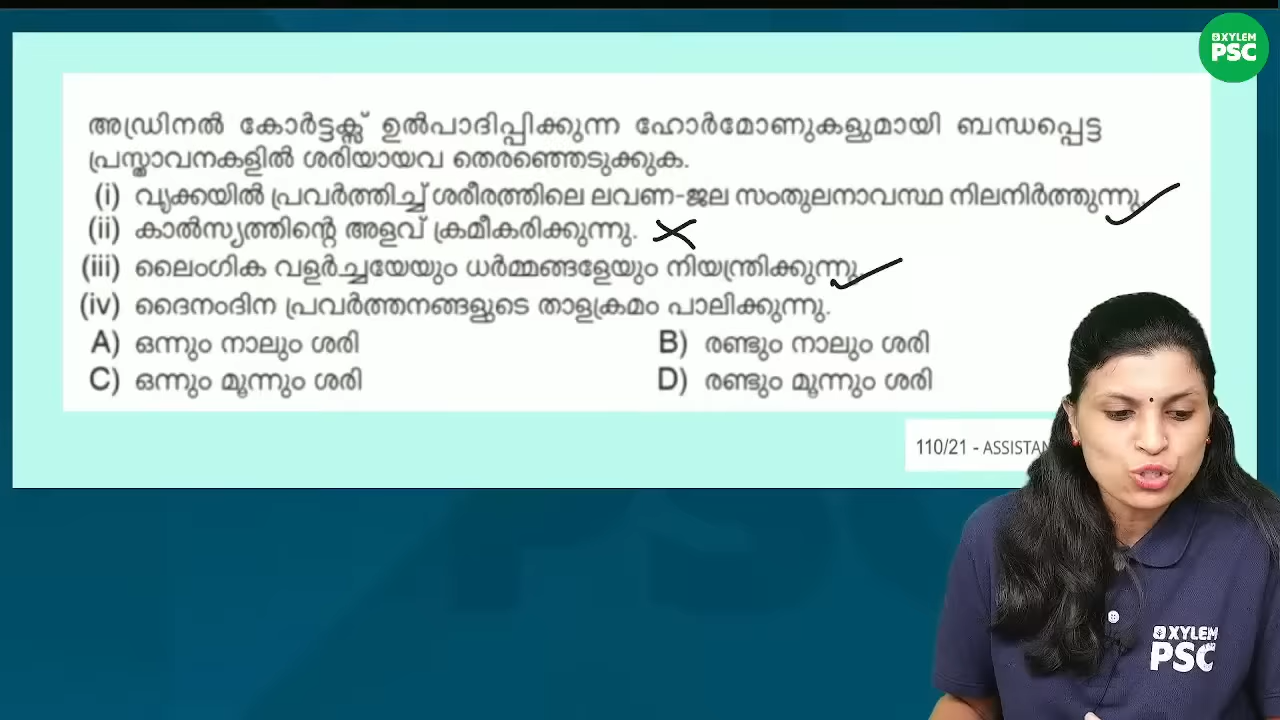 XYLEM
PSC
അഡ്രിനൽ കോർട്ടക്സ് ഉൽപാദിപ്പിക്കുന്ന ഹോർമോണുകളുമായി ബന്ധപ്പെട്ട
പ്രസ്താവനകളിൽ ശരിയായവ തെരഞ്ഞെടുക്കുക.
(i) വൃക്കയിൽ പ്രവർത്തിച്ച് ശരീരത്തിലെ ലവണ-ജല സംതുലനാവസ്ഥ നിലനിർത്തുന്നു.
(ii) കാൽസ്യത്തിന്റെ അളവ് ക്രമീകരിക്കുന്നു.
(iii) ലൈംഗിക വളർച്ചയേയും ധർമ്മങ്ങളേയും നിയന്ത്രിക്കുന്നു.
(iv) ദൈനംദിന പ്രവർത്തനങ്ങളുടെ താളക്രമം പാലിക്കുന്നു.
A) ഒന്നും നാലും ശരി B) രണ്ടും നാലും ശരി
C) ഒന്നും മൂന്നും ശരി D) രണ്ടും മൂന്നും ശരി
110/21 - ASSISTAN
XYLEM
PSC